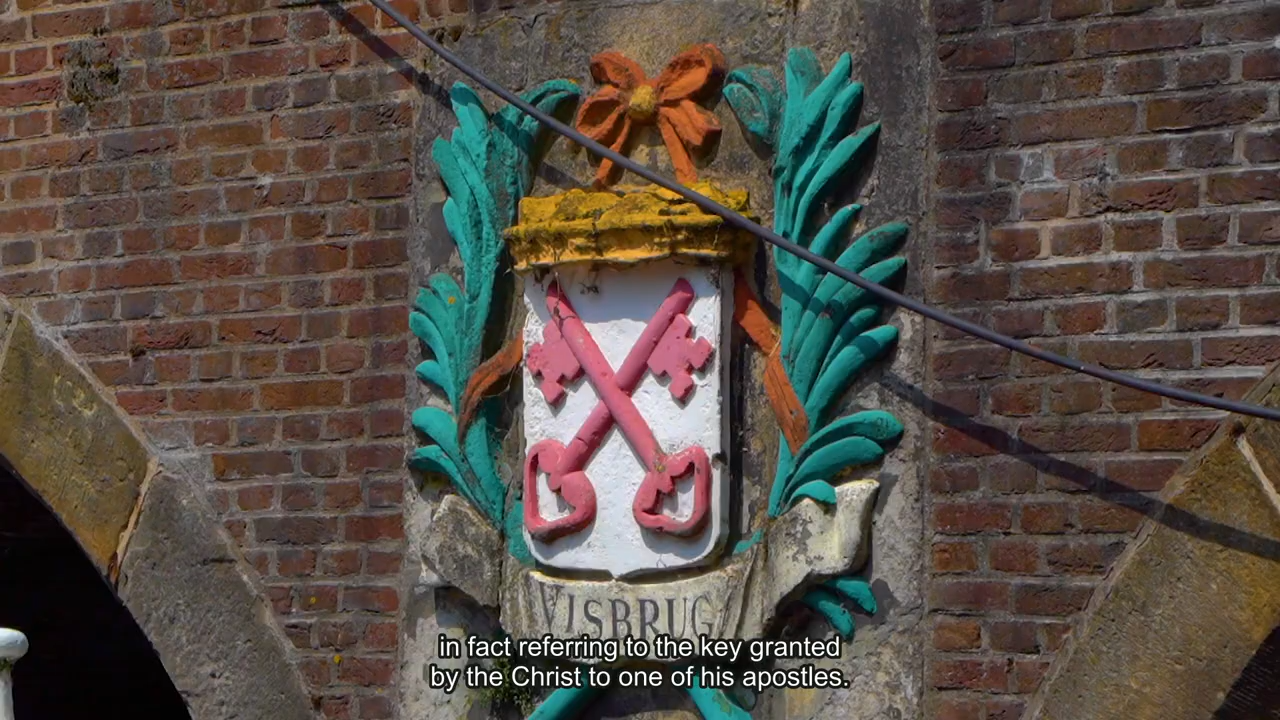 VISBRUG
in fact referring to the key granted
by the Christ to one of his apostles.